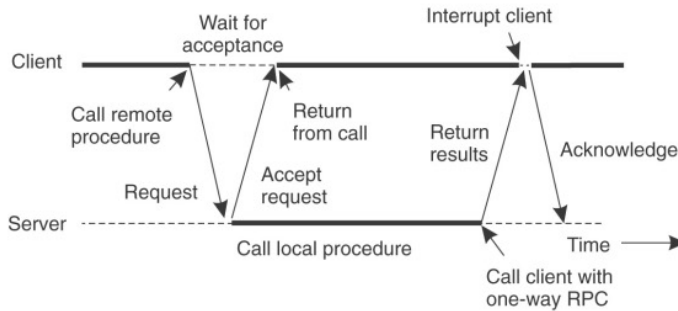 Interrupt client
Wait for
acceptance
Client
Call remote
procedure
Return
from call
Return
results
Acknowledge
Request
Accept
request
Server
Call local procedure
Time
Call client with
one-way RPC